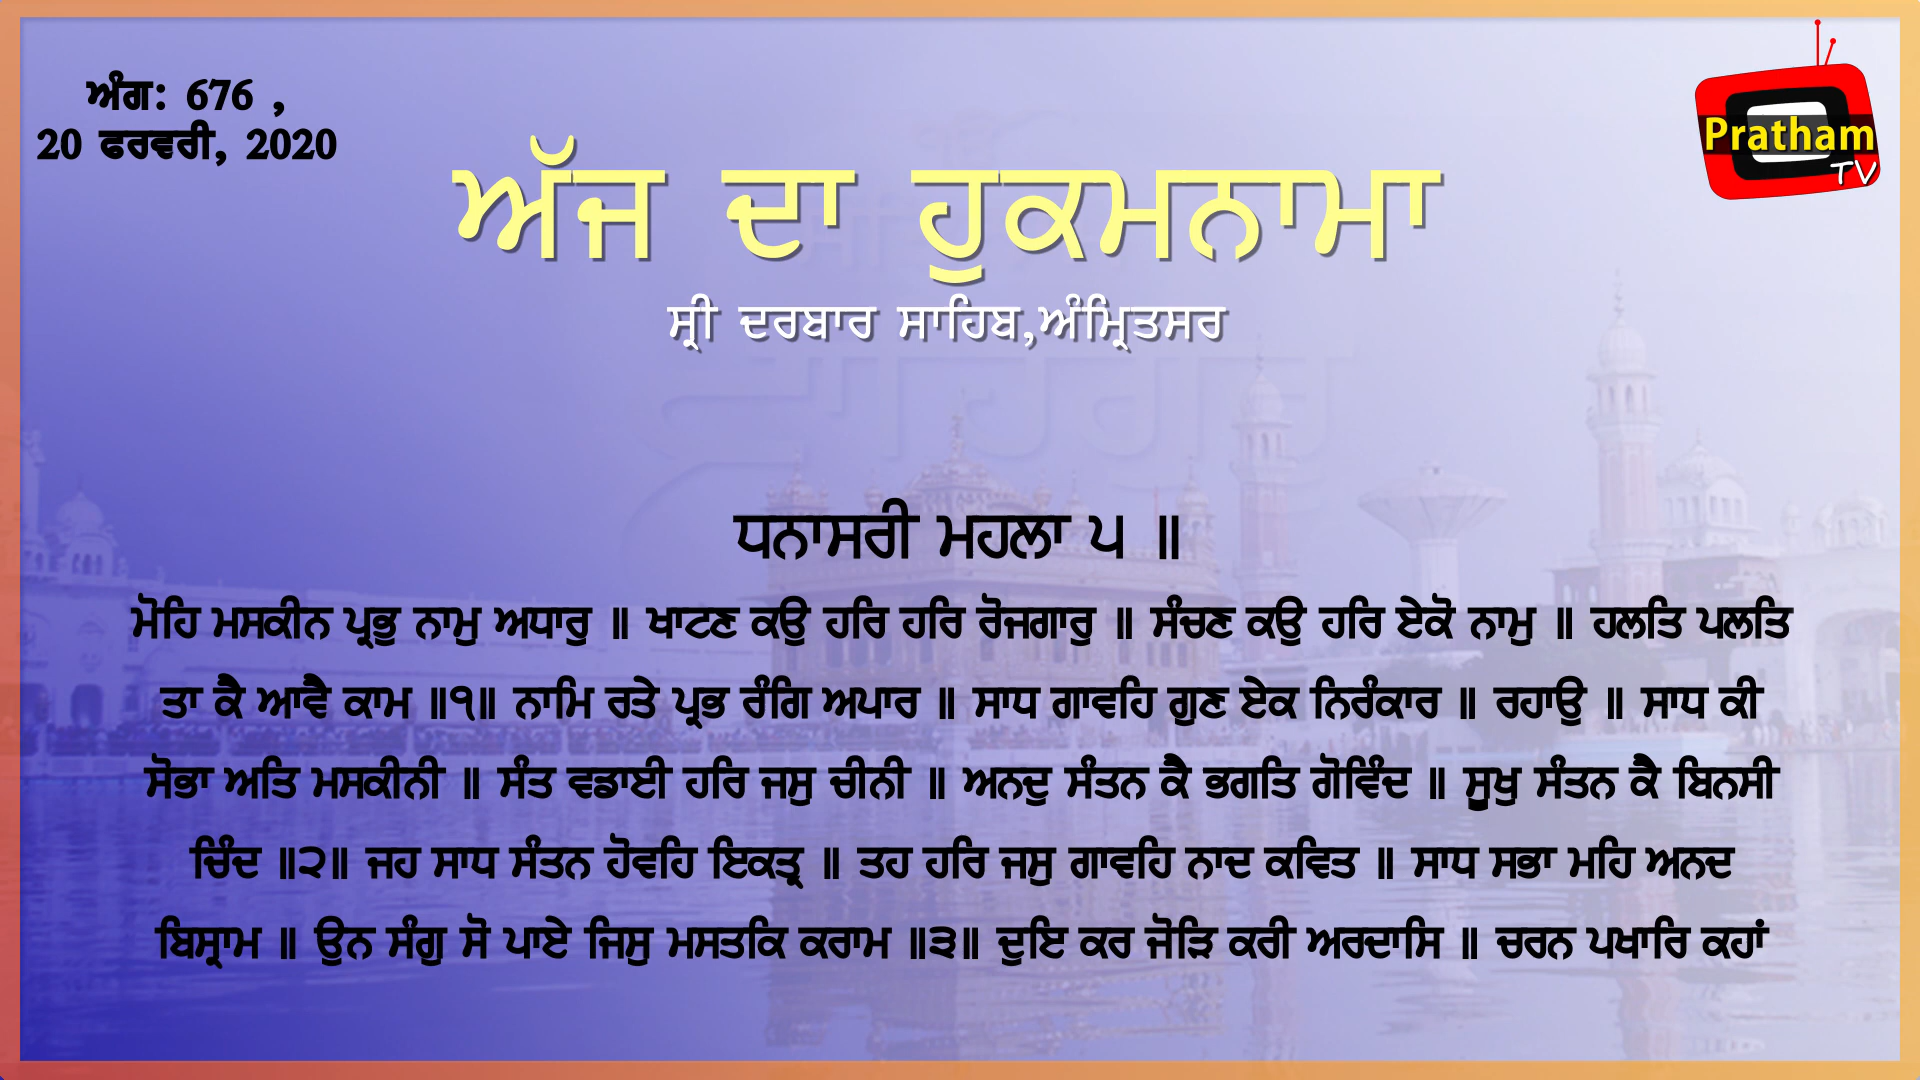 ਅੰਗ: 676 ,
20 ਫਰਵਰੀ, 2020
Pratham
TV
ਅੱਜ ਦਾ ਹੁਕਮਨਾਮਾ
ਸ੍ਰੀ ਦਰਬਾਰ ਸਾਹਿਬ,ਅੰਮ੍ਰਿਤਸਰ
ਧਨਾਸਰੀ ਮਹਲਾ ੫ ॥
ਮੋਹਿ ਮਸਕੀਨ ਪ੍ਰਭੁ ਨਾਮੁ ਅਧਾਰੁ ॥ ਖਾਟਣ ਕਉ ਹਰਿ ਹਰਿ ਰੋਜਗਾਰੁ ॥ ਸੰਚਣ ਕਉ ਹਰਿ ਏਕੋ ਨਾਮੁ ॥ ਹਲਤਿ ਪਲਤਿ
ਤਾ ਕੈ ਆਵੈ ਕਾਮ ॥੧॥ ਨਾਮਿ ਰਤੇ ਪ੍ਰਭ ਰੰਗਿ ਅਪਾਰ ॥ ਸਾਧ ਗਾਵਹਿ ਗੁਣ ਏਕ ਨਿਰੰਕਾਰ ॥ ਰਹਾਉ ॥ ਸਾਧ ਕੀ
ਸੋਭਾ ਅਤਿ ਮਸਕੀਨੀ ॥ ਸੰਤ ਵਡਾਈ ਹਰਿ ਜਸੁ ਚੀਨੀ ॥ ਅਨਦੁ ਸੰਤਨ ਕੈ ਭਗਤਿ ਗੋਵਿੰਦ ॥ ਸੂਖੁ ਸੰਤਨ ਕੈ ਬਿਨਸੀ
ਚਿੰਦ ॥੨॥ ਜਹ ਸਾਧ ਸੰਤਨ ਹੋਵਹਿ ਇਕਤ੍ਰ ॥ ਤਹ ਹਰਿ ਜਸੁ ਗਾਵਹਿ ਨਾਦ ਕਵਿਤ ॥ ਸਾਧ ਸਭਾ ਮਹਿ ਅਨਦ
ਬਿਸ੍ਰਾਮ ॥ ਉਨ ਸੰਗੁ ਸੋ ਪਾਏ ਜਿਸੁ ਮਸਤਕਿ ਕਰਾਮ ॥੩॥ ਦੁਇ ਕਰ ਜੋੜਿ ਕਰੀ ਅਰਦਾਸਿ ॥ ਚਰਨ ਪਖਾਰਿ ਕਹਾਂ